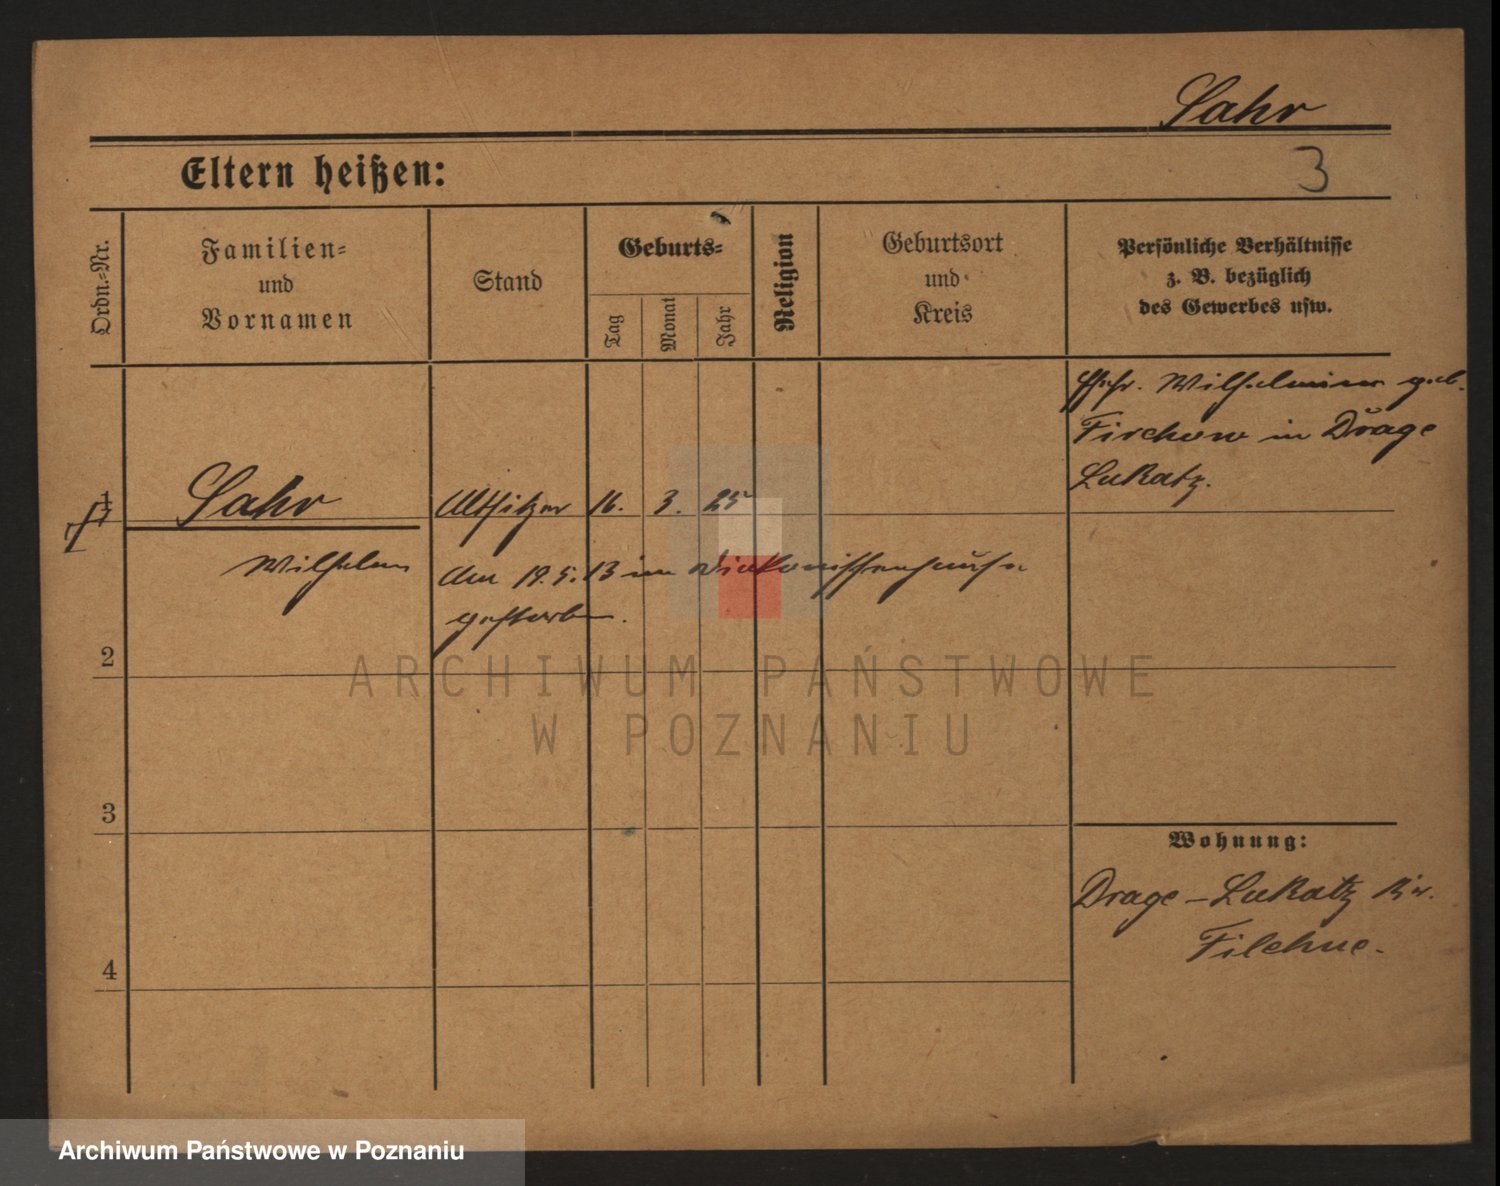 Sahr
Eltern heißen:
3
Ordn.-Nr.
Familien-
und
Vornamen
Stand
Geburts-
Tag
Monat
Jahr
Religion
Geburtsort
und
Kreis
Persönliche Verhältnisse
z. B. bezüglich
des Gewerbes usw.
Wilhelmine geb.
Firchow in Drage
Lukatz.
1
Sahr Altsitzer 16. 3. 25
Wilhelm
Am 19.5.13 im Diakonissenhause
gestorben.
2
3
4
Wohnung:
Drage-Lukatz Kr.
Filehne.
ARCHIWUM PAŃSTWOWE
W POZNANIU
Archiwum Państwowe w Poznaniu